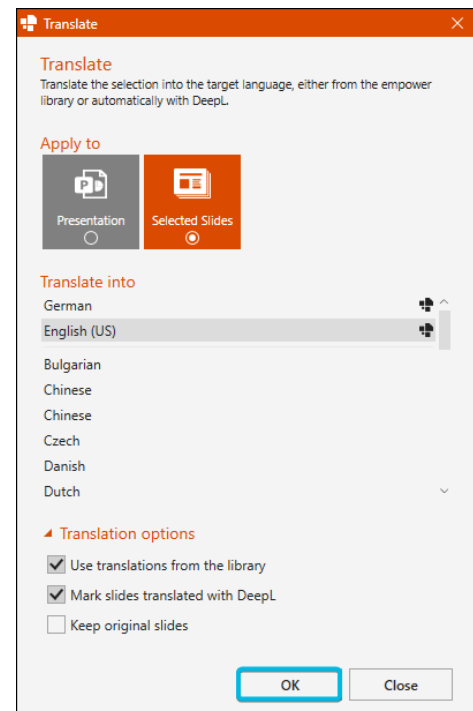 Translate
Translate
Translate the selection into the target language, either from the empower
library or automatically with DeepL.
Apply to
Presentation
Selected Slides
Translate into
German
English (US)
Bulgarian
Chinese
Chinese
Czech
Danish
Dutch
Translation options
Use translations from the library
Mark slides translated with DeepL
Keep original slides
OK Close